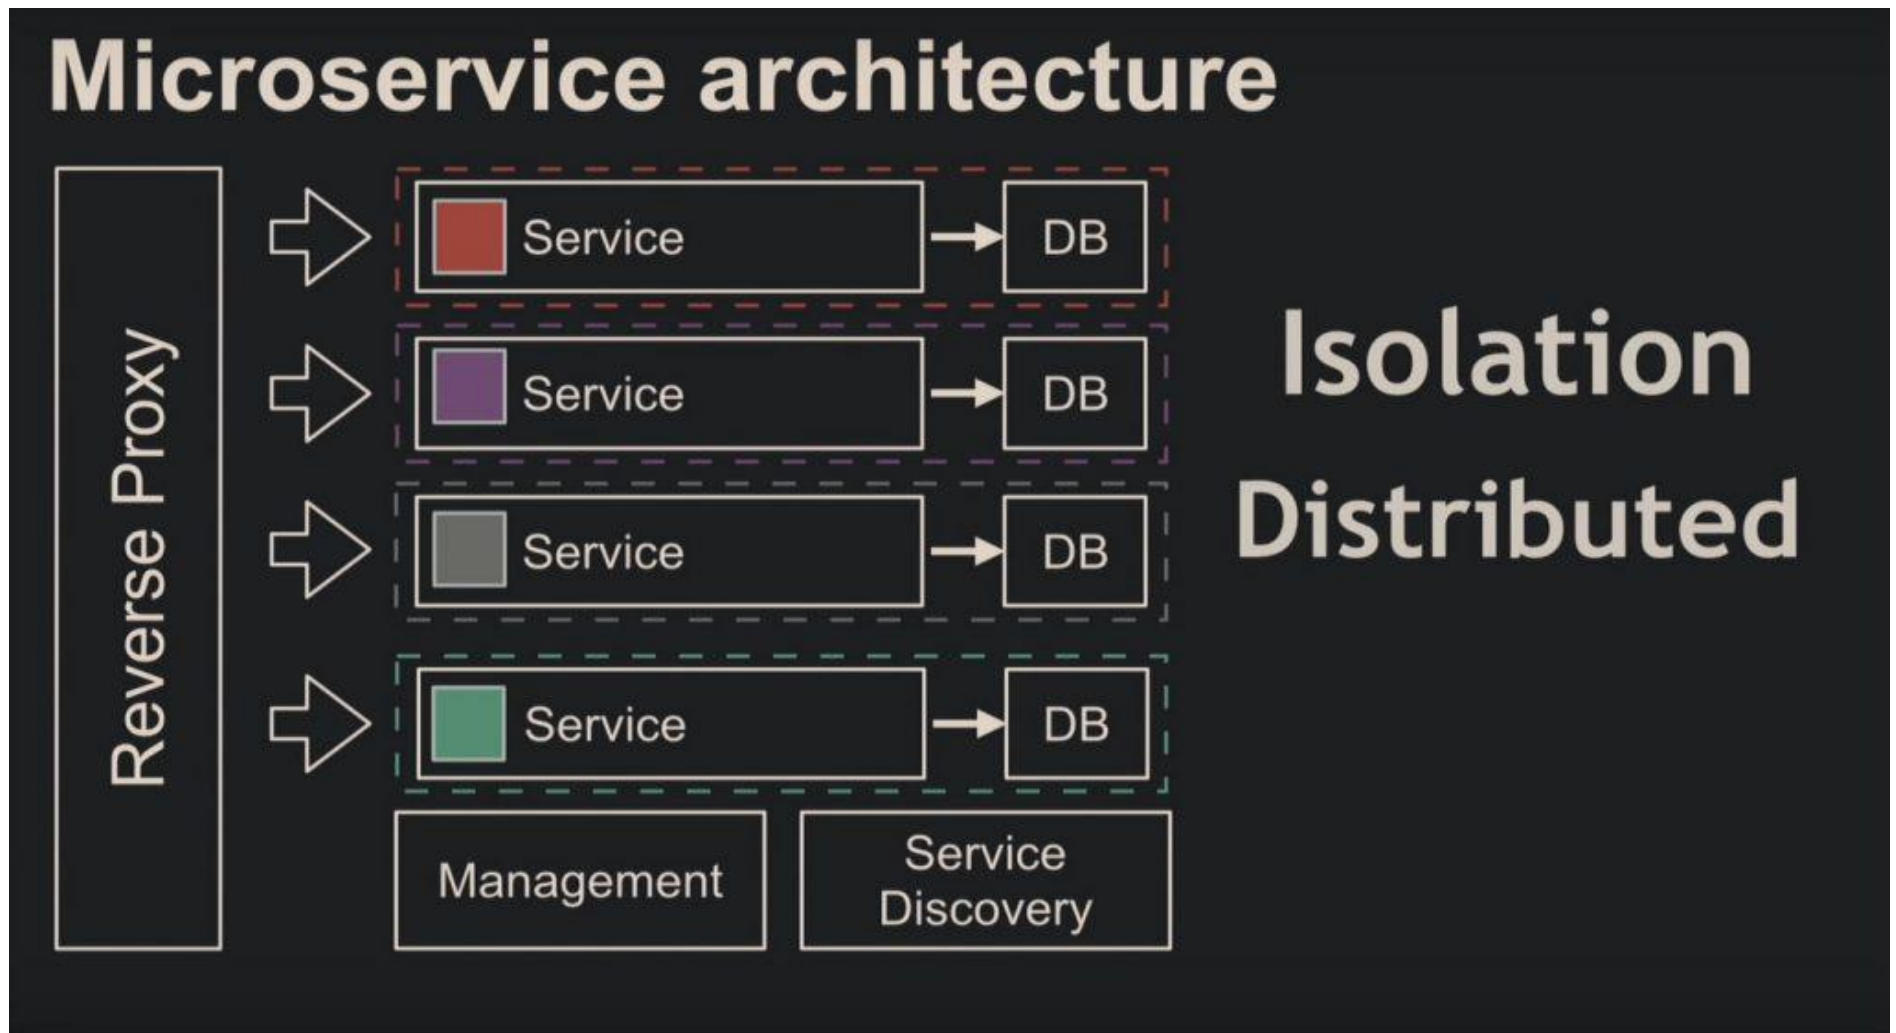 Microservice architecture
Reverse Proxy
Service
DB
Service
DB
Service
DB
Service
DB
Management
Service
Discovery
Isolation
Distributed